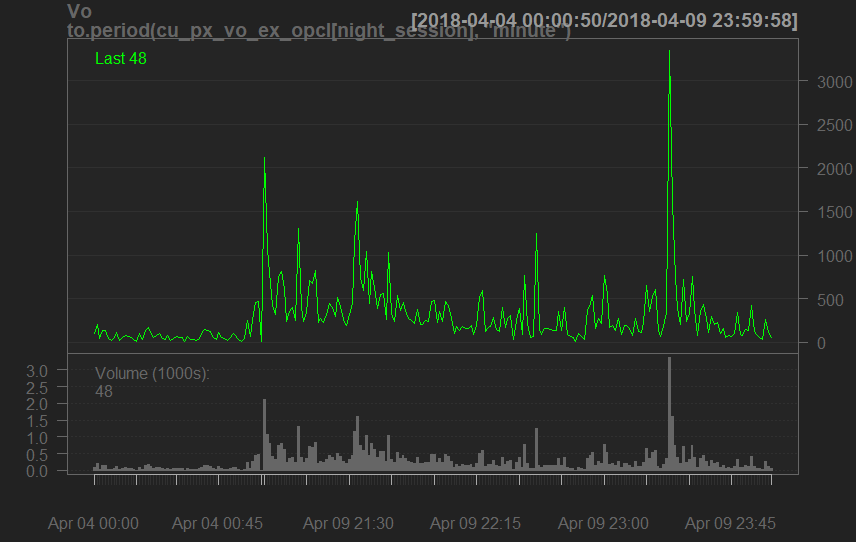 Vo
to.period(cu_px_vo_ex_opcl[night_session], "minute")
[2018-04-04 00:00:50/2018-04-09 23:59:58]
Last 48
3000
2500
2000
1500
1000
500
0
Volume (1000s):
48
3.0
2.5
2.0
1.5
1.0
0.5
0.0
Apr 04 00:00 Apr 04 00:45 Apr 09 21:30 Apr 09 22:15 Apr 09 23:00 Apr 09 23:45